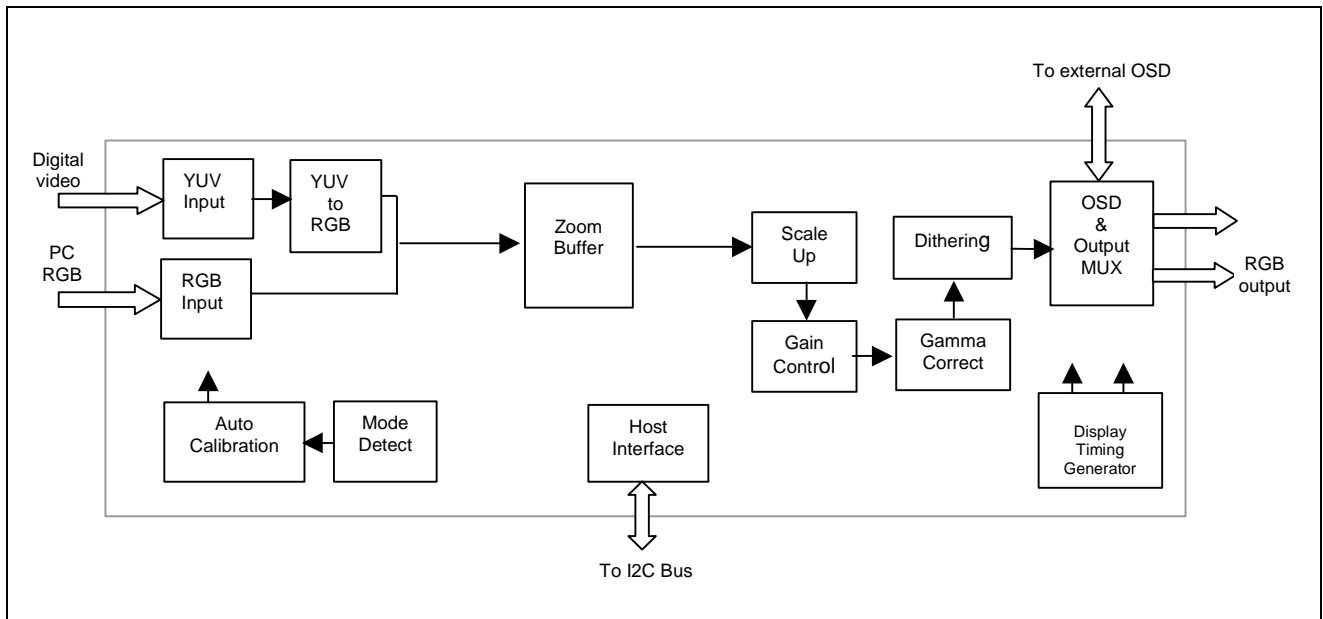 To external OSD
Digital
video
YUV
Input
YUV
to
RGB
PC
RGB
RGB
Input
Zoom
Buffer
Scale
Up
Dithering
OSD
&
Output
MUX
RGB
output
Gain
Control
Gamma
Correct
Auto
Calibration
Mode
Detect
Host
Interface
Display
Timing
Generator
To I2C Bus